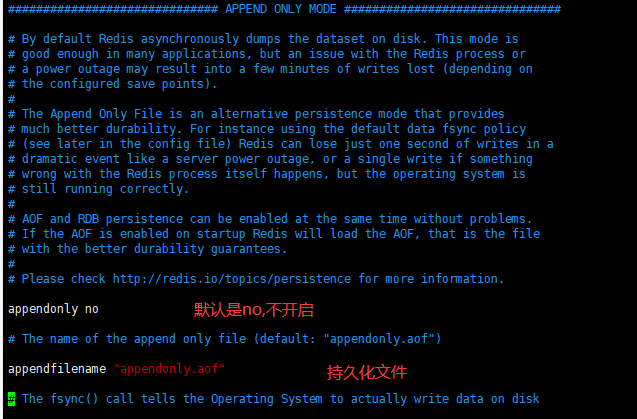 ############################## APPEND ONLY MODE ###############################
# By default Redis asynchronously dumps the dataset on disk. This mode is
# good enough in many applications, but an issue with the Redis process or
# a power outage may result into a few minutes of writes lost (depending on
# the configured save points).
#
# The Append Only File is an alternative persistence mode that provides
# much better durability. For instance using the default data fsync policy
# (see later in the config file) Redis can lose just one second of writes in a
# dramatic event like a server power outage, or a single write if something
# wrong with the Redis process itself happens, but the operating system is
# still running correctly.
#
# AOF and RDB persistence can be enabled at the same time without problems.
# If the AOF is enabled on startup Redis will load the AOF, that is the file
# with the better durability guarantees.
#
# Please check http://redis.io/topics/persistence for more information.
appendonly no 默认是no,不开启
# The name of the append only file (default: "appendonly.aof")
appendfilename "appendonly.aof" 持久化文件
# The fsync() call tells the Operating System to actually write data on disk